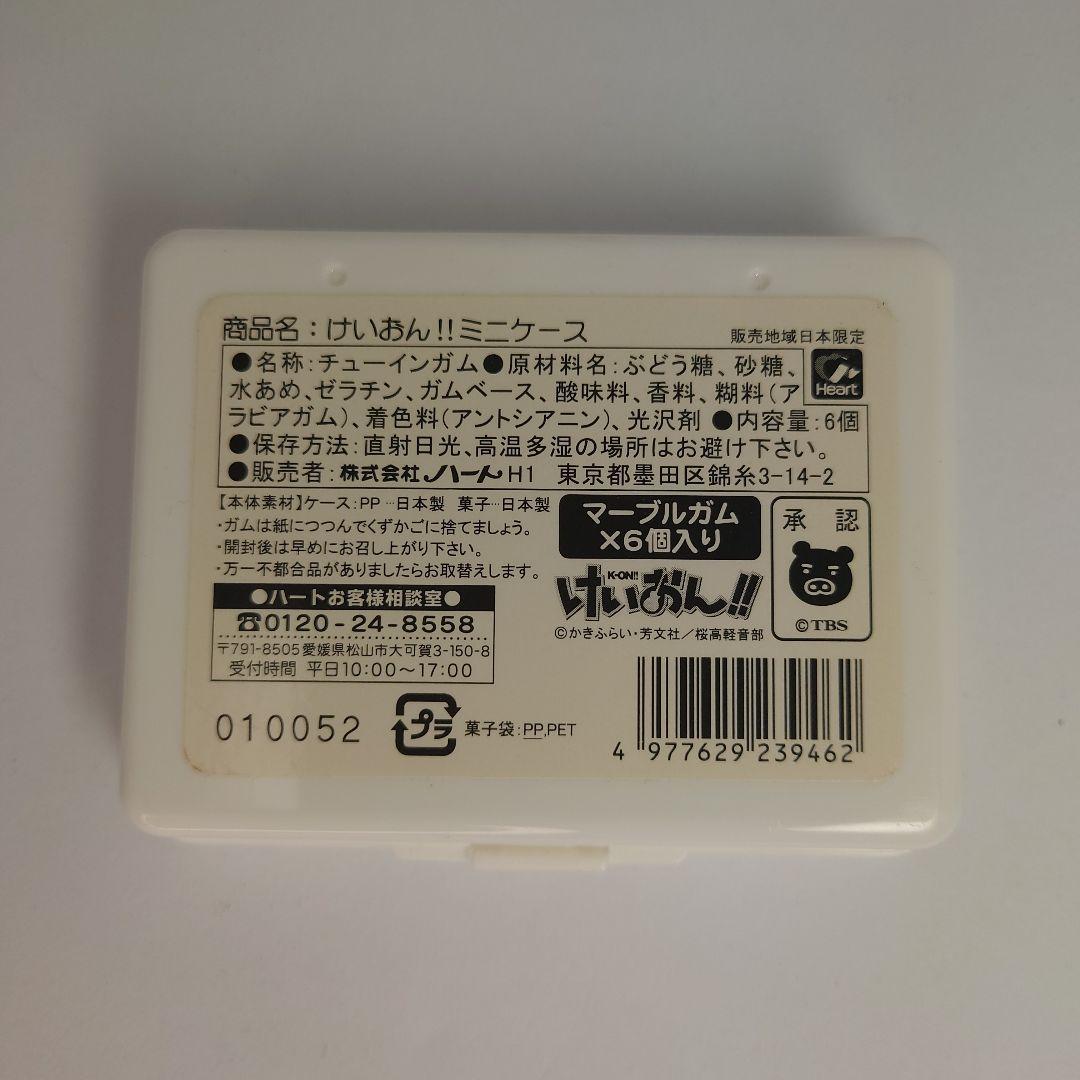 商品名：けいおん!!ミニケース
販売地域日本限定
●名称：チューインガム●原材料名：ぶどう糖、砂糖、
水あめ、ゼラチン、ガムベース、酸味料、香料、糊料(ア
ラビアガム)、着色料(アントシアニン)、光沢剤 ●内容量：6個
●保存方法：直射日光、高温多湿の場所はお避け下さい。
●販売者：株式会社ハート H1 東京都墨田区錦糸3-14-2
Heart
【本体素材】ケース：PP …日本製 菓子…日本製
・ガムは紙につつんでくずかごに捨てましょう。
・開封後は早めにお召し上がり下さい。
・万一不都合品がありましたらお取替えします。
マーブルガム
×6個入り
承 認
K-ON!!
けいおん!!
©かきふらい・芳文社／桜高軽音部
©TBS
●ハートお客様相談室●
☎0120-24-8558
〒791-8505愛媛県松山市大可賀3-150-8
受付時間 平日10:00～17:00
010052
プラ
菓子袋：PP,PET
4 977629 239462